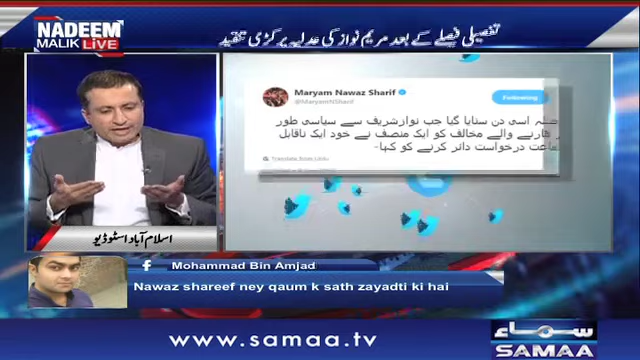 NADEEM
MALIK LIVE
تفصیلی فیصلے کے بعد مریم نواز کی عدلیہ پر کڑی تنقید
Maryam Nawaz Sharif
@MaryamNSharif
Following
اسی دن سنایا گیا جب نوازشریف سے سیاسی طور
ہارنے والے مخالف کو ایک منصف نے خود ایک ناقابل
درخواست دائر کرنے کو کہا-
Translate from Urdu
اسلام آباد اسٹوڈیو
Mohammad Bin Amjad
Nawaz shareef ney qaum k sath zayadti ki hai
www.samaa.tv
سماء
SAMAA